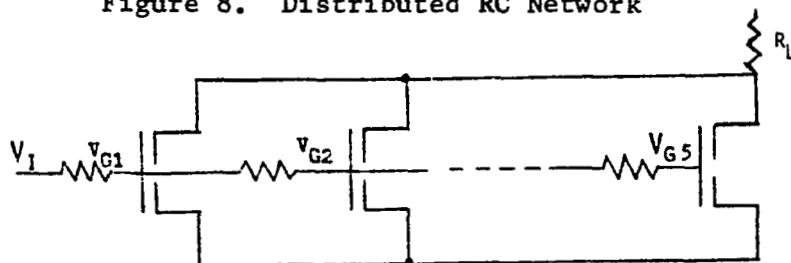 Figure 8. Distributed RC Network
R_L
V_I
V_G1
V_G2
V_G5